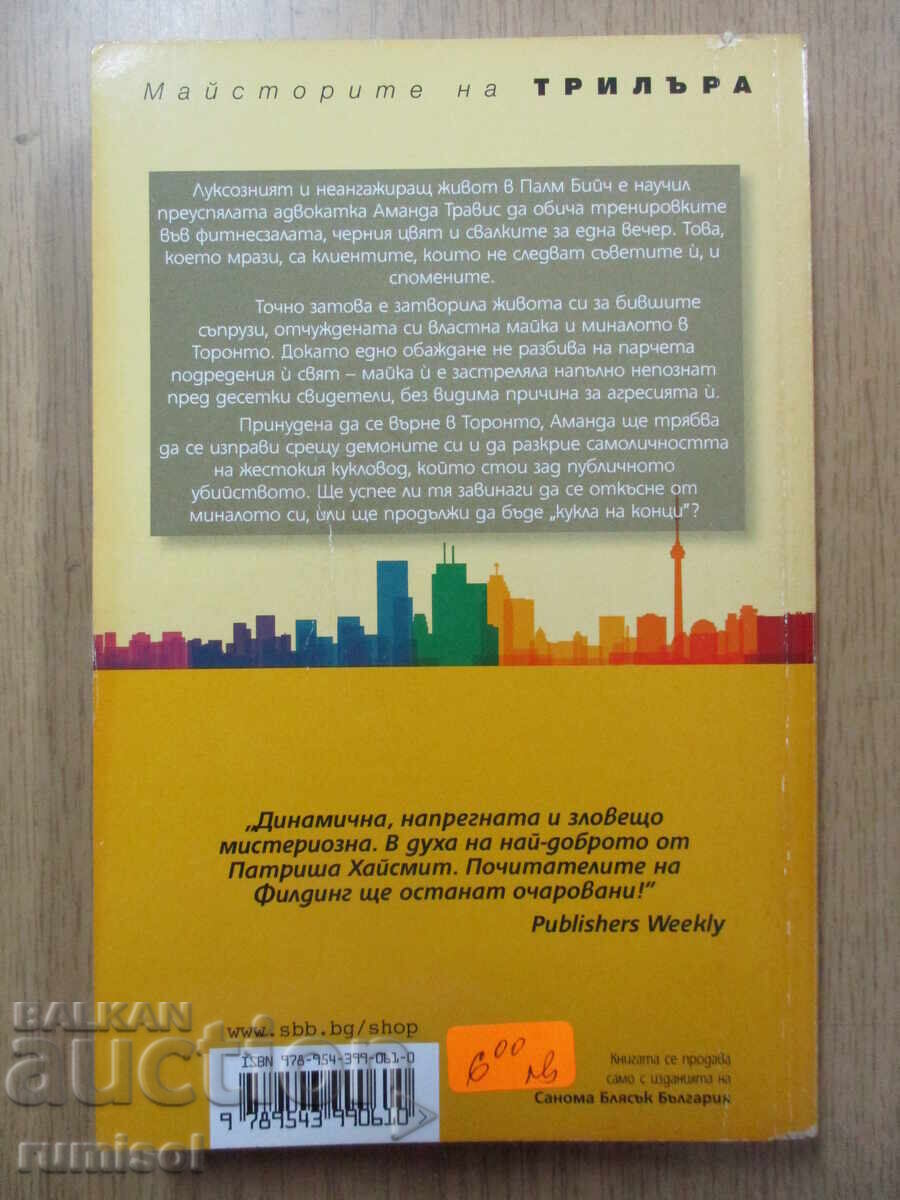 Майсторите на ТРИЛЪРА
Луксозният и неангажиращ живот в Палм Бийч е научил
преуспялата адвокатка Аманда Травис да обича тренировките
във фитнесзалата, черния цвят и свалките за една вечер. Това,
което мрази, са клиентите, които не следват съветите ѝ, и
спомените.
Точно затова е затворила живота си за бившите
съпрузи, отчуждената си властна майка и миналото в
Торонто. Докато едно обаждане не разбива на парчета
подредения ѝ свят – майка ѝ е застреляла напълно непознат
пред десетки свидетели, без видима причина за агресията ѝ.
Принудена да се върне в Торонто, Аманда ще трябва
да се изправи срещу демоните си и да разкрие самоличността
на жестокия кукловод, който стои зад публичното
убийството. Ще успее ли тя завинаги да се откъсне от
миналото си, или ще продължи да бъде „кукла на конци“?
„Динамична, напрегната и зловещо
мистериозна. В духа на най-доброто от
Патриша Хайсмит. Почитателите на
Филдинг ще останат очаровани!“
Publishers Weekly
www.sbb.bg/shop
ISBN 978-954-399-061-0
9 789543 990610
6 00 лв
Книгата се продава
само с изданията на
Санома Блясък България
BALKAN
auction
rumisol